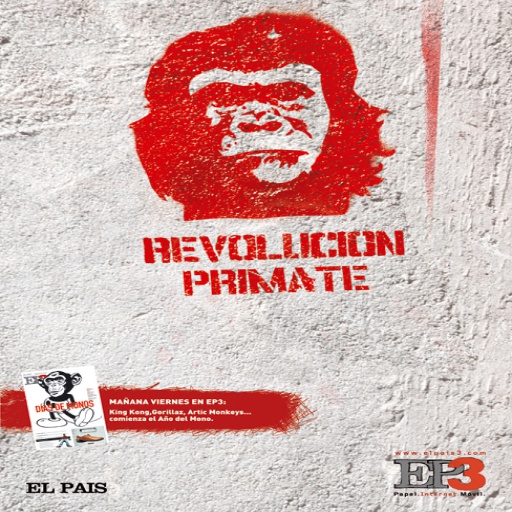 REVOLUCION
PRIMATE
EP3
DÍAS DE MONOS
MAÑANA VIERNES EN EP3:
King Kong,Gorillaz, Artic Monkeys...
comienza el Año del Mono.
www.elpais3.com
EP3
Papel.Internet.Móvil.
EL PAIS